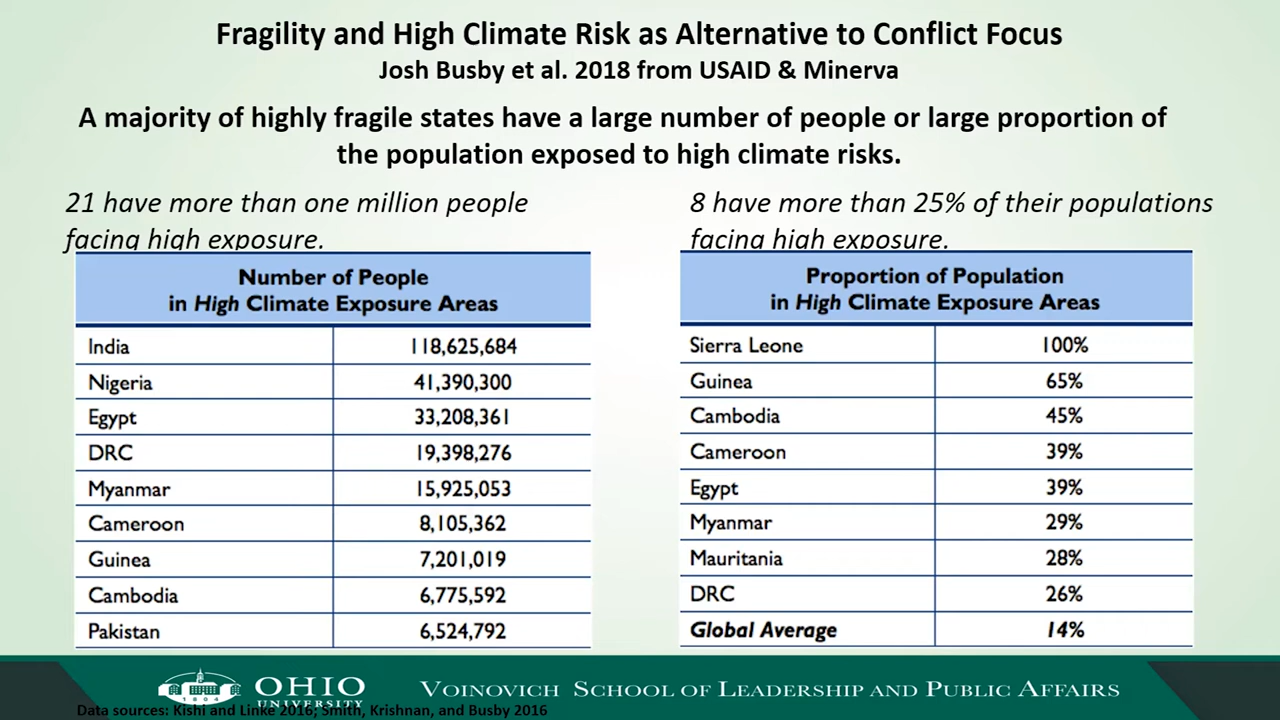 Fragility and High Climate Risk as Alternative to Conflict Focus
Josh Busby et al. 2018 from USAID & Minerva
A majority of highly fragile states have a large number of people or large proportion of
the population exposed to high climate risks.
21 have more than one million people
facing high exposure.
Number of People
in High Climate Exposure Areas
India 118,625,684
Nigeria 41,390,300
Egypt 33,208,361
DRC 19,398,276
Myanmar 15,925,053
Cameroon 8,105,362
Guinea 7,201,019
Cambodia 6,775,592
Pakistan 6,524,792
8 have more than 25% of their populations
facing high exposure.
Proportion of Population
in High Climate Exposure Areas
Sierra Leone 100%
Guinea 65%
Cambodia 45%
Cameroon 39%
Egypt 39%
Myanmar 29%
Mauritania 28%
DRC 26%
Global Average 14%
1804
OHIO
UNIVERSITY
VOINOVICH SCHOOL OF LEADERSHIP AND PUBLIC AFFAIRS
Data sources: Kishi and Linke 2016; Smith, Krishnan, and Busby 2016